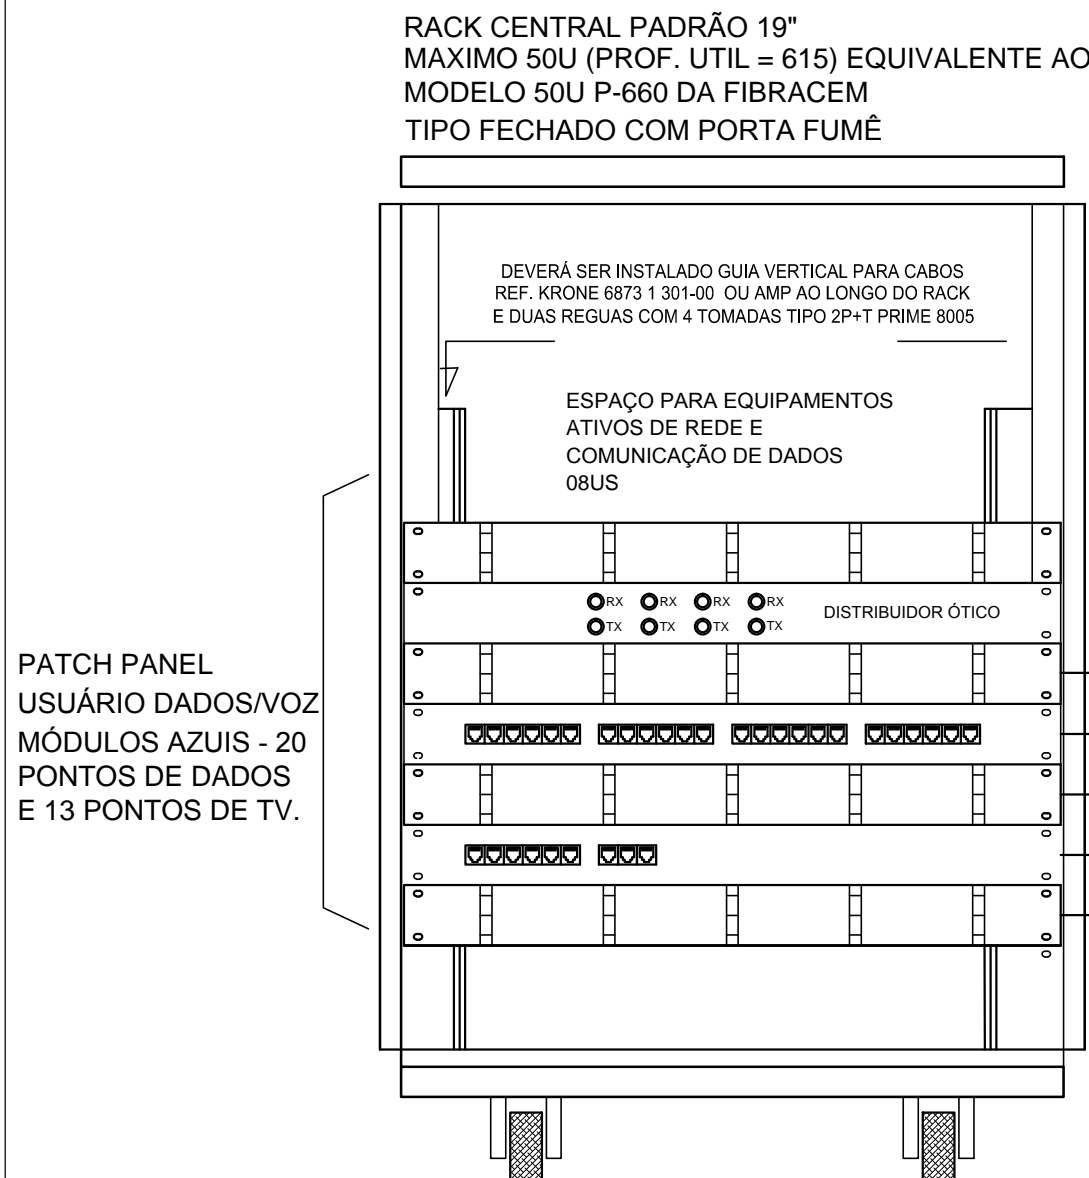 RACK CENTRAL PADRÃO 19"
MAXIMO 50U (PROF. UTIL = 615) EQUIVALENTE AO
MODELO 50U P-660 DA FIBRACEM
TIPO FECHADO COM PORTA FUMÊ
DEVERÁ SER INSTALADO GUIA VERTICAL PARA CABOS
REF. KRONE 6873 1 301-00 OU AMP AO LONGO DO RACK
E DUAS REGUAS COM 4 TOMADAS TIPO 2P+T PRIME 8005
ESPAÇO PARA EQUIPAMENTOS
ATIVOS DE REDE E
COMUNICAÇÃO DE DADOS
08US
RX RX RX RX
TX TX TX TX
DISTRIBUIDOR ÓTICO
PATCH PANEL
USUÁRIO DADOS/VOZ
MÓDULOS AZUIS - 20
PONTOS DE DADOS
E 13 PONTOS DE TV.